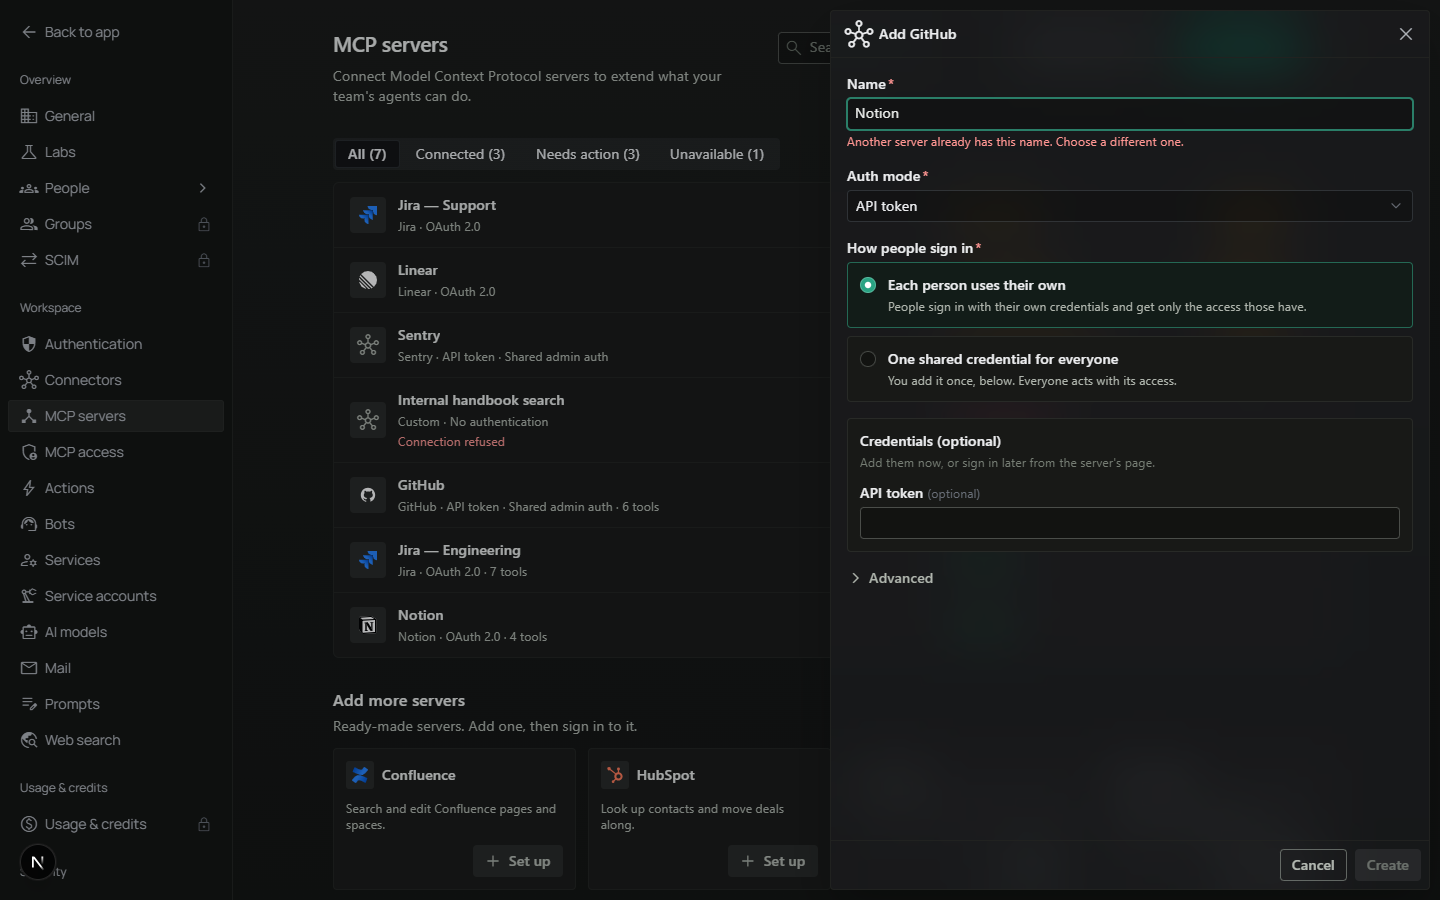 Back to app
Overview
General
Labs
People
Groups
SCIM
Workspace
Authentication
Connectors
MCP servers
MCP access
Actions
Bots
Services
Service accounts
AI models
Mail
Prompts
Web search
Usage & credits
Usage & credits
N
MCP servers
Connect Model Context Protocol servers to extend what your
team's agents can do.
All (7)
Connected (3)
Needs action (3)
Unavailable (1)
Jira — Support
Jira · OAuth 2.0
Linear
Linear · OAuth 2.0
Sentry
Sentry · API token · Shared admin auth
Internal handbook search
Custom · No authentication
Connection refused
GitHub
GitHub · API token · Shared admin auth · 6 tools
Jira — Engineering
Jira · OAuth 2.0 · 7 tools
Notion
Notion · OAuth 2.0 · 4 tools
Add more servers
Ready-made servers. Add one, then sign in to it.
Confluence
Search and edit Confluence pages and
spaces.
Set up
HubSpot
Look up contacts and move deals
along.
Set up
Add GitHub
Name*
Notion
Another server already has this name. Choose a different one.
Auth mode*
API token
How people sign in*
Each person uses their own
People sign in with their own credentials and get only the access those have.
One shared credential for everyone
You add it once, below. Everyone acts with its access.
Credentials (optional)
Add them now, or sign in later from the server's page.
API token (optional)
Advanced
Cancel
Create